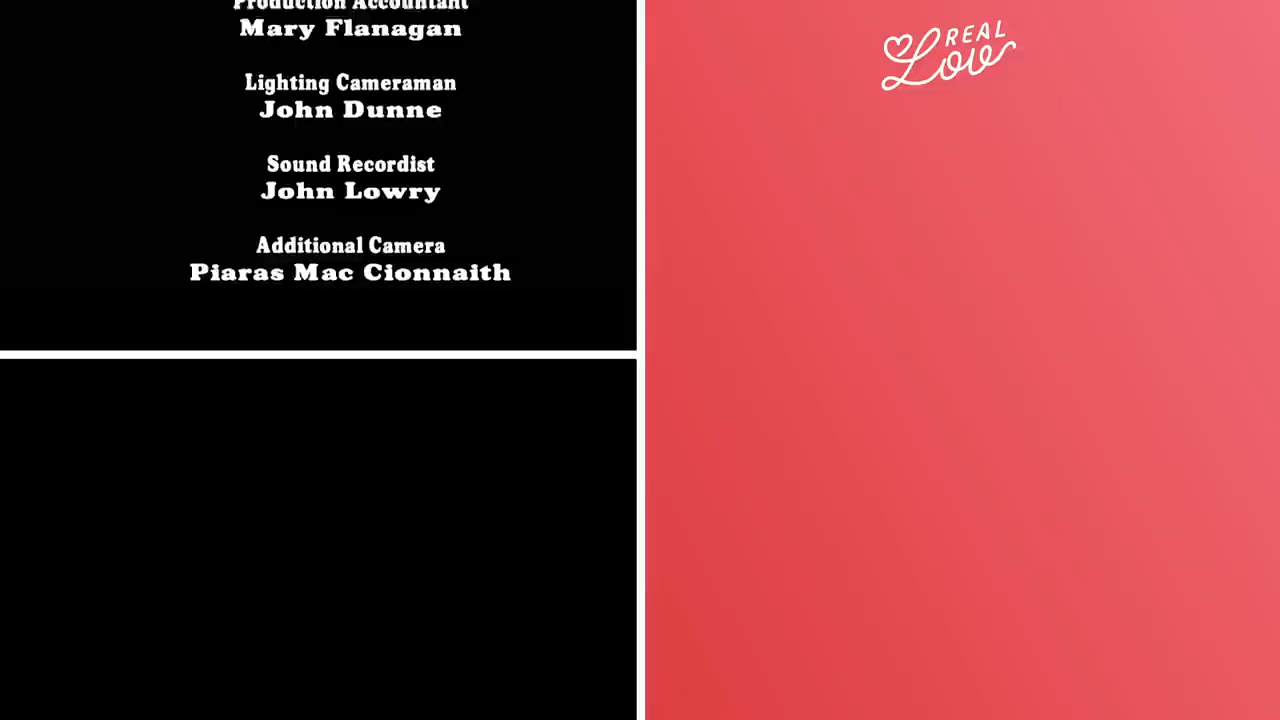 Production Accountant
Mary Flanagan
Lighting Cameraman
John Dunne
Sound Recordist
John Lowry
Additional Camera
Piaras Mac Cionnaith
REAL
Love